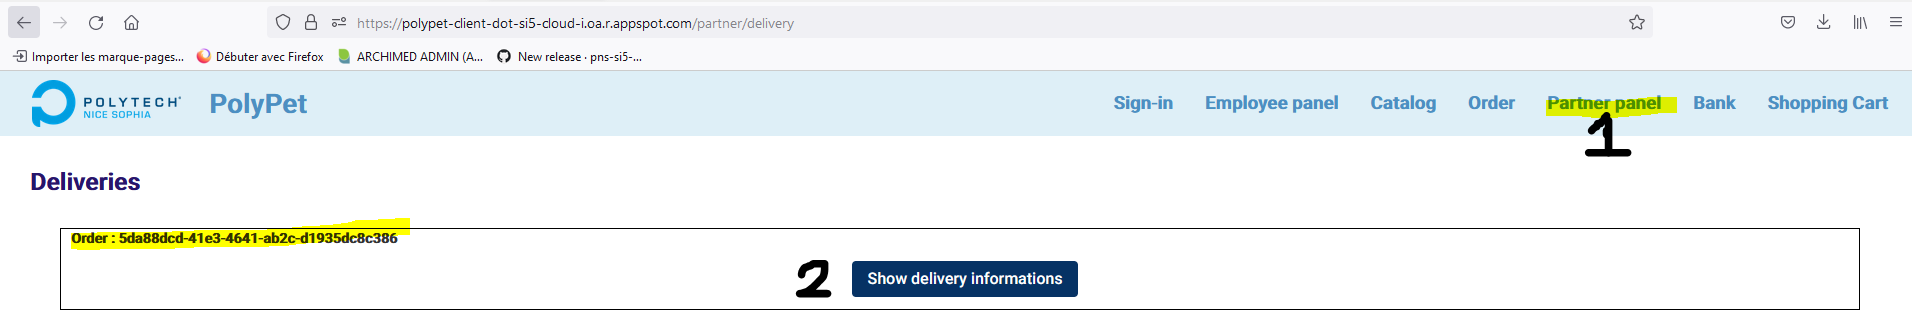 https://polypet-client-dot-si5-cloud-i.oa.r.appspot.com/partner/delivery
Importer les marque-pages... Débuter avec Firefox ARCHIMED ADMIN (A... New release · pns-si5-...
POLYTECH®
NICE SOPHIA
PolyPet Sign-in Employee panel Catalog Order Partner panel Bank Shopping Cart
1
Deliveries
Order : 5da88dcd-41e3-4641-ab2c-d1935dc8c386
2 Show delivery informations